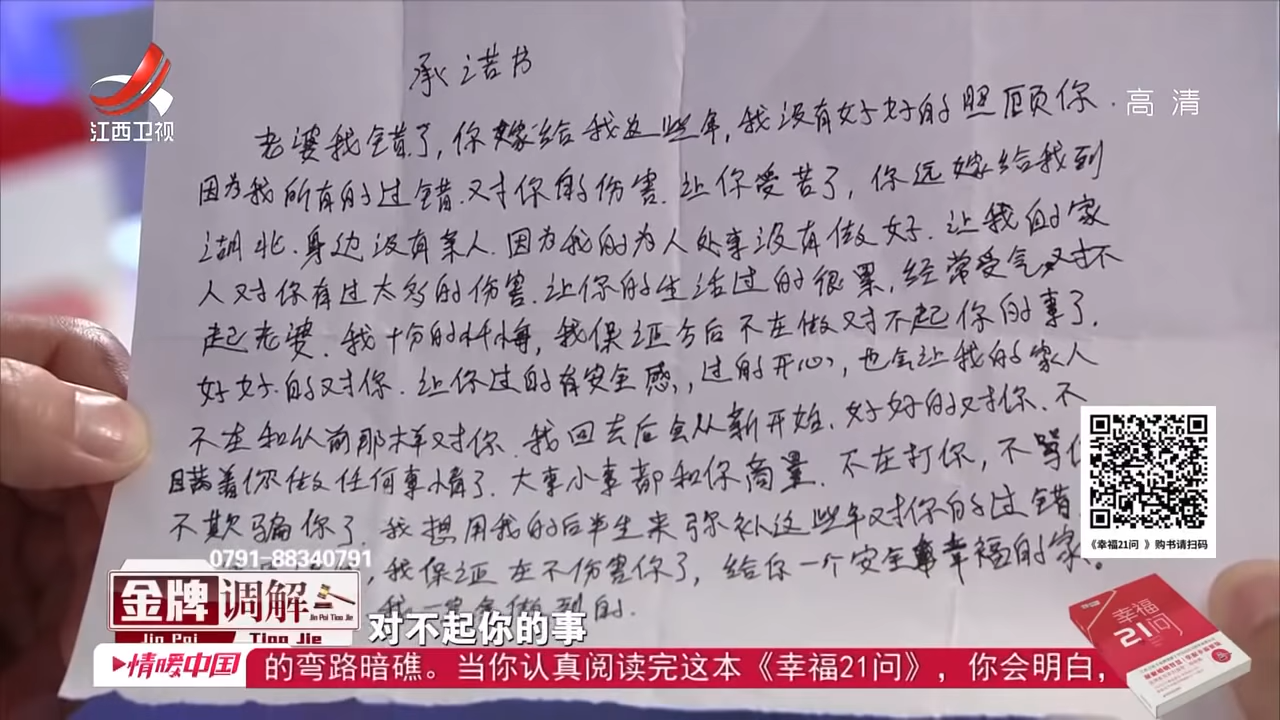 承诺书
高清
江西卫视
老婆我错了,你嫁给我这些年,我没有好好的照顾你.
因为我所有的过错.对你的伤害.让你受苦了,你远嫁给我到
湖北.身边没有亲人.因为我的为人处事没有做好.让我的家
人对你有过太多的伤害.让你的生活过的很累,经常受气.对不
起老婆.我十份的忏悔,我保证今后不在做对不起你的事了.
好好的对你.让你过的有安全感,,过的开心,也会让我的家人
不在和从前那样对你.我回去后会从新开始.好好的对你.不
瞒着你做任何事情了.大事小事都和你商量.不在打你,不骂
不欺骗你了.我想用我的后半生来弥补这些年对你的过错
《幸福21问 》购书请扫码
0791-88340791
,我保证在不伤害你了,给你一个安全幸福的家。
金牌调解
Jin Pai Tiao Jie
Jin Pai Tiao Jie
做到的.
对不起你的事
情暖中国
的弯路暗礁。当你认真阅读完这本《幸福21问》,你会明白,
幸福
21问